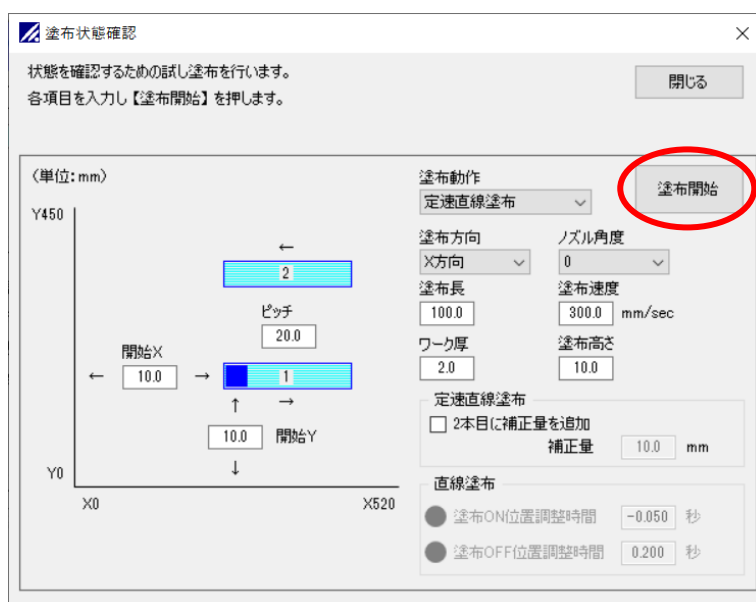 塗布状態確認
状態を確認するための試し塗布を行います。
各項目を入力し【塗布開始】を押します。
閉じる
（単位：mm）
Y450
←
2
ピッチ
20.0
開始X
← 10.0 →
1
↑ →
10.0 開始Y
↓
Y0
X0 X520
塗布動作
定速直線塗布
塗布開始
塗布方向 ノズル角度
X方向 0
塗布長 塗布速度
100.0 300.0 mm/sec
ワーク厚 塗布高さ
2.0 10.0
定速直線塗布
2本目に補正量を追加
補正量 10.0 mm
直線塗布
塗布ON位置調整時間 -0.050 秒
塗布OFF位置調整時間 0.200 秒